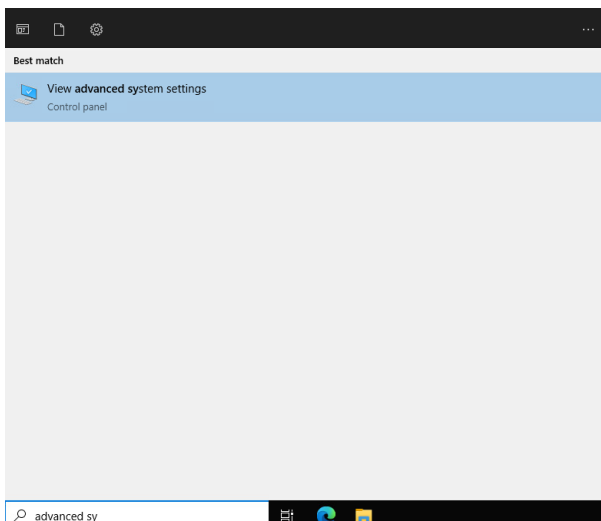 Best match
View advanced system settings
Control panel
advanced sy